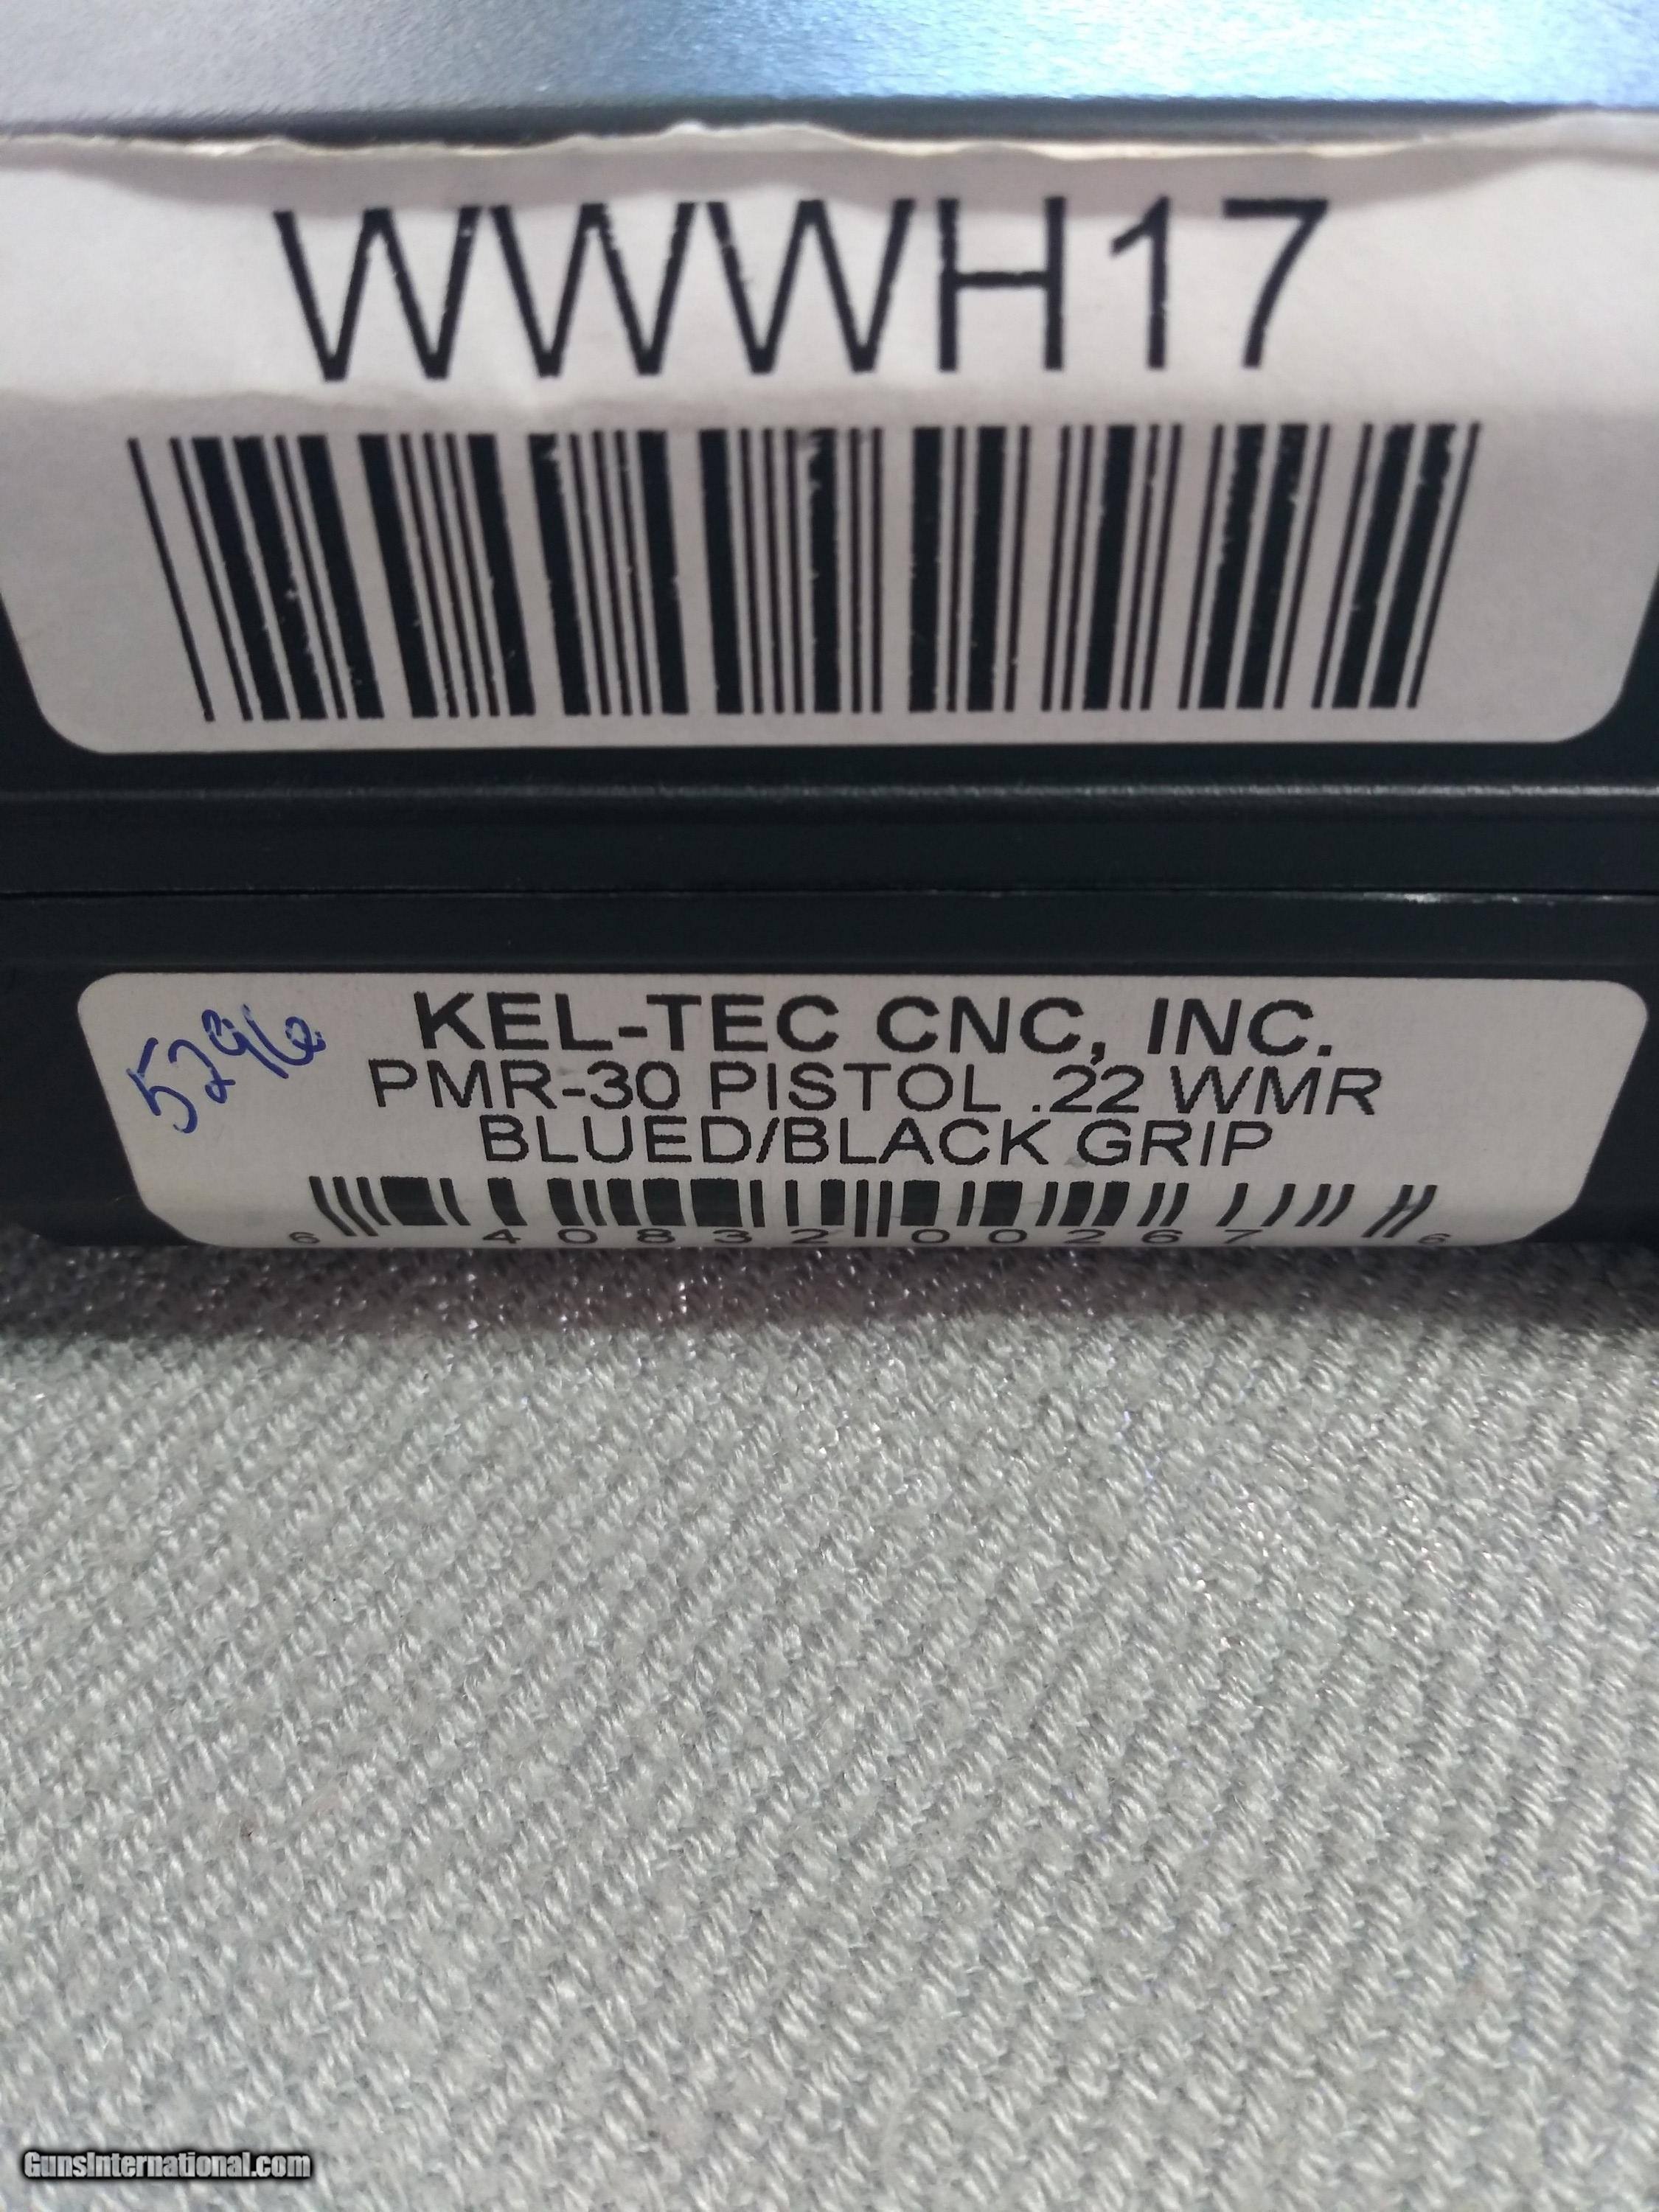 WWWH17
5296
KEL-TEC CNC, INC.
PMR-30 PISTOL .22 WMR
BLUED/BLACK GRIP
6 40832 00267 6
GunsInternational.com